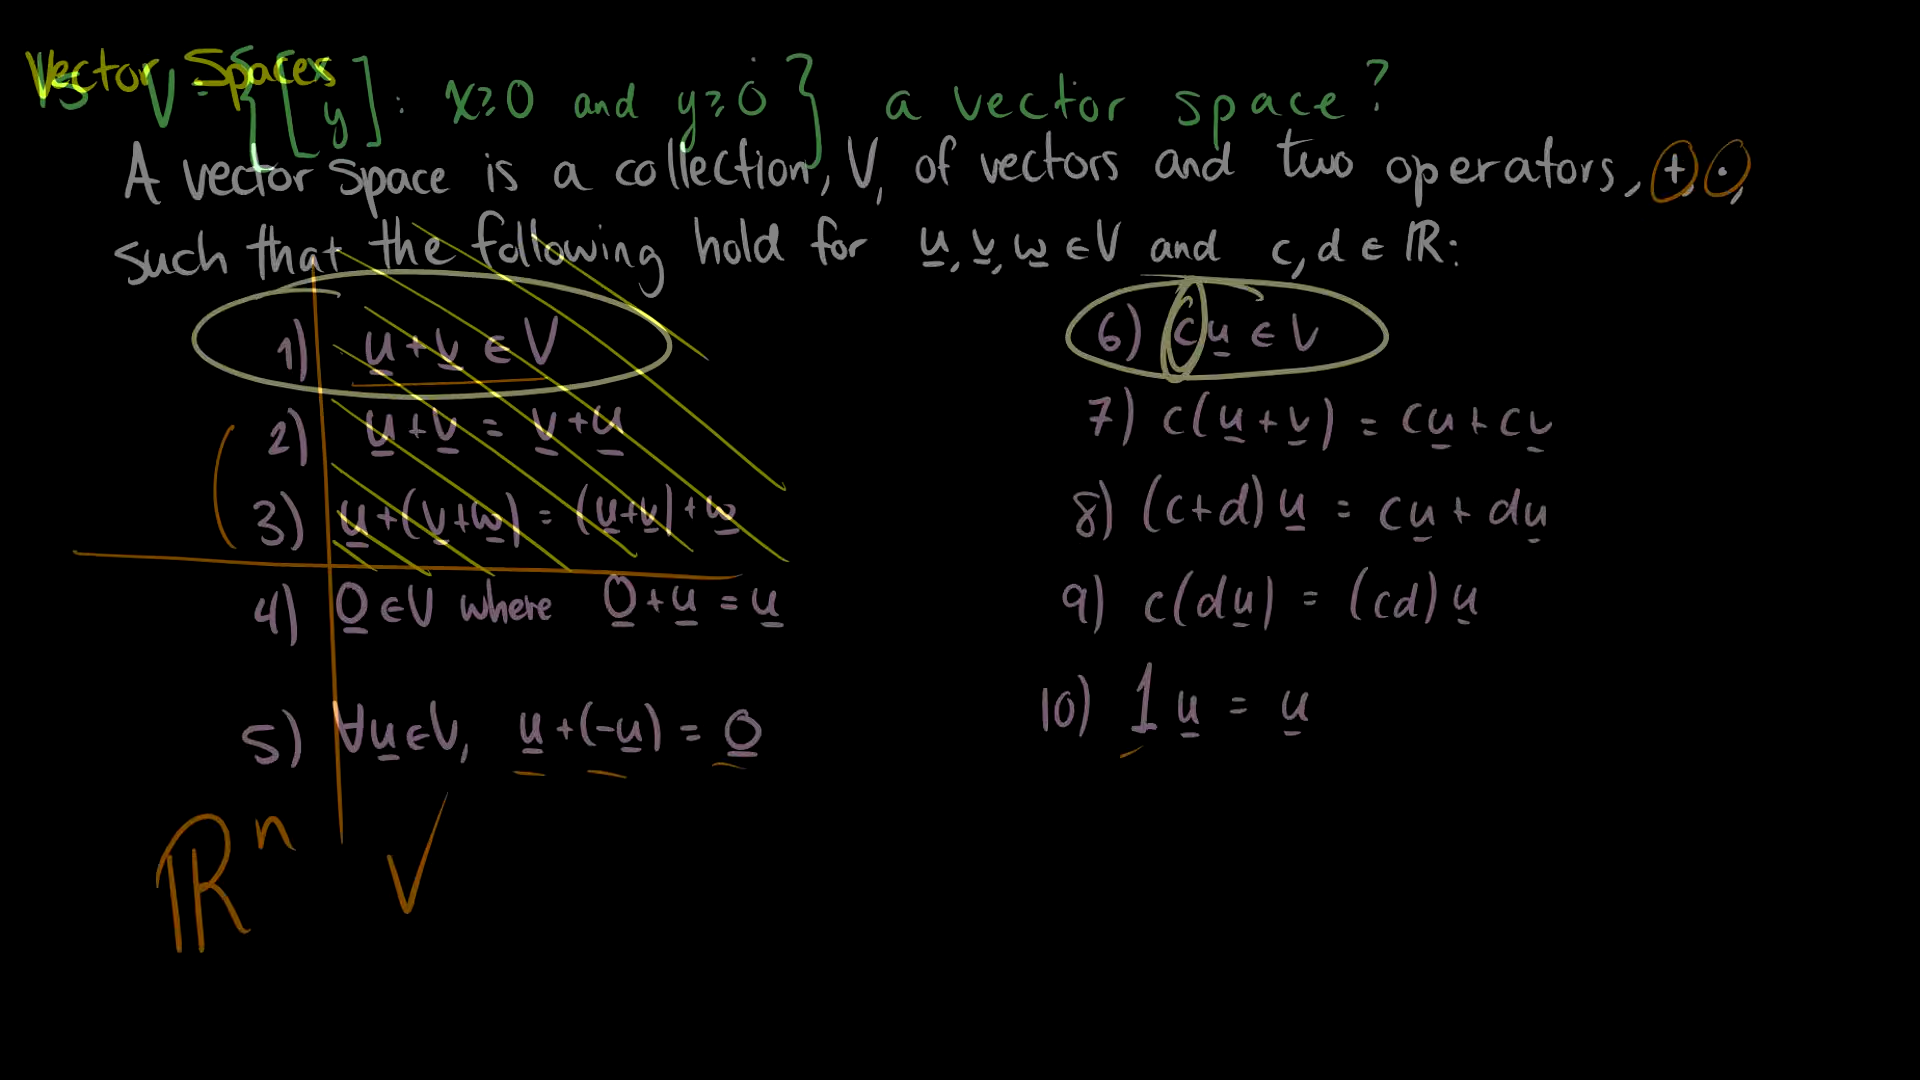 Vector Spaces
Is V = {[x y] : x ≥ 0 and y ≥ 0} a vector space?
A vector space is a collection, V, of vectors and two operators, +, ·,
such that the following hold for u, v, w ∈ V and c, d ∈ ℝ:
1) u + v ∈ V
2) u + v = v + u
3) u + (v + w) = (u + v) + w
4) 0 ∈ V where 0 + u = u
5) ∀u ∈ V, u + (-u) = 0
6) cu ∈ V
7) c(u + v) = cu + cv
8) (c + d)u = cu + du
9) c(du) = (cd)u
10) 1u = u
ℝⁿ ✓